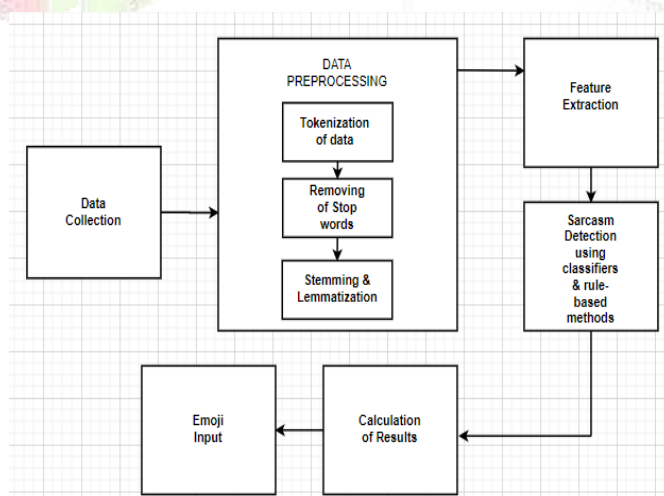 DATA
PREPROCESSING
Tokenization
of data
Removing
of Stop
words
Stemming &
Lemmatization
Data
Collection
Feature
Extraction
Sarcasm
Detection
using
classifiers
& rule-
based
methods
Emoji
Input
Calculation
of Results